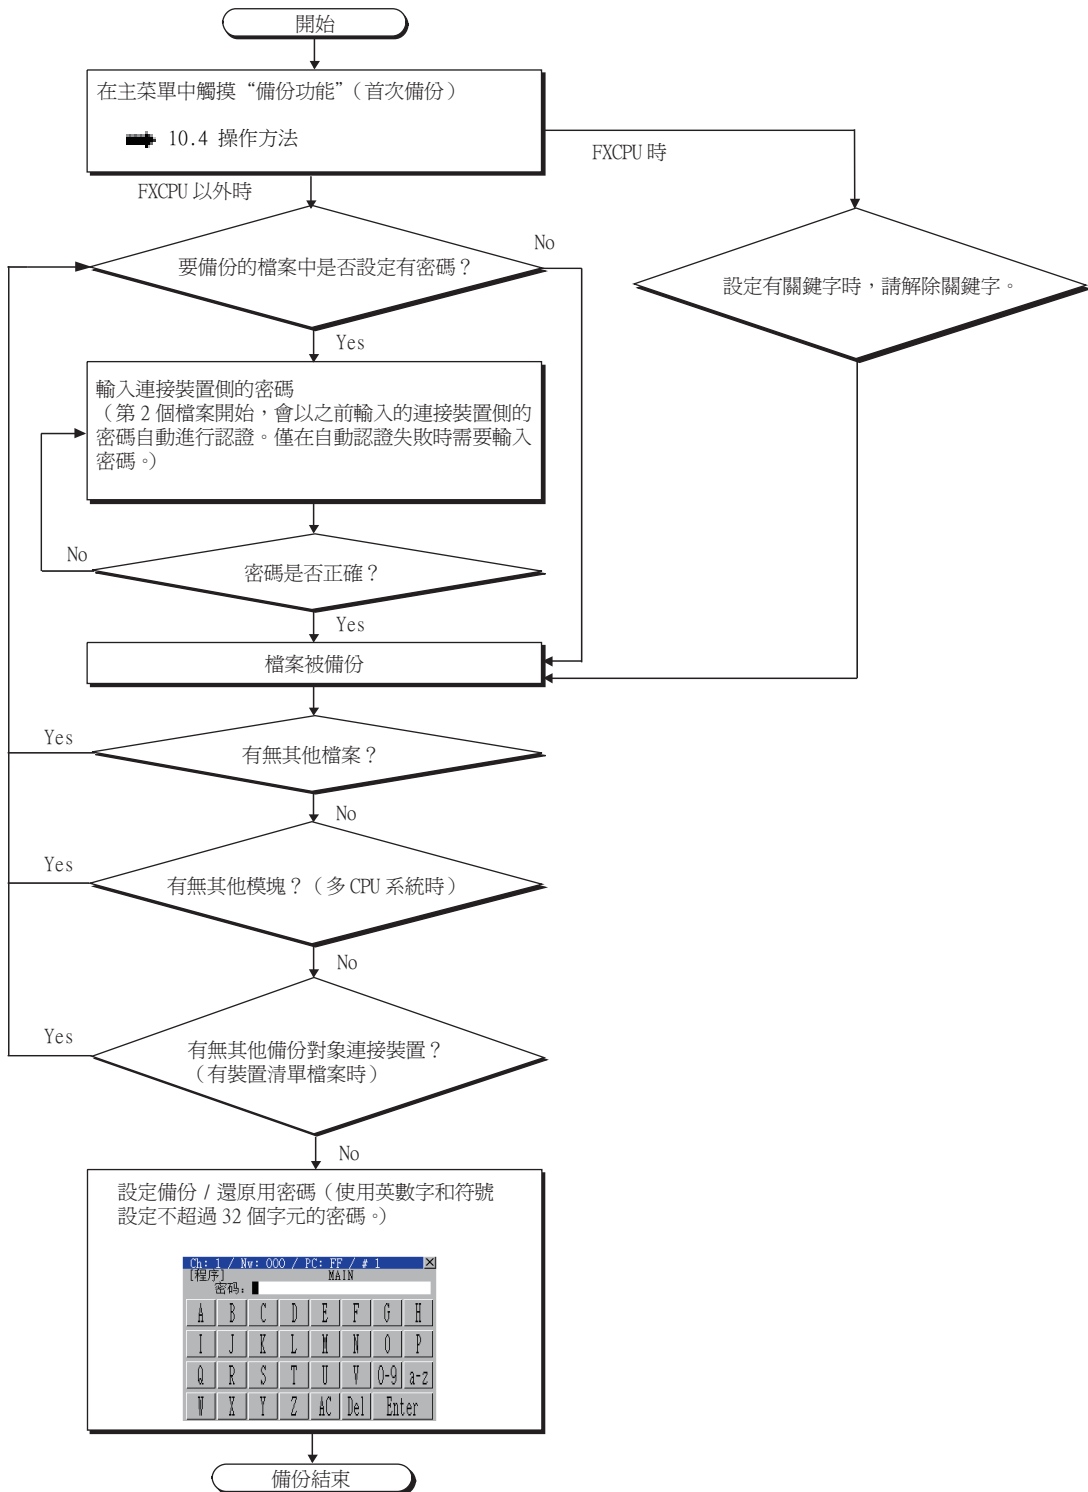 開始
在主菜單中觸摸“備份功能”（首次備份）
10.4 操作方法
FXCPU 時
FXCPU 以外時
No
要備份的檔案中是否設定有密碼？
設定有關鍵字時，請解除關鍵字。
Yes
輸入連接裝置側的密碼
（第 2 個檔案開始，會以之前輸入的連接裝置側的
密碼自動進行認證。僅在自動認證失敗時需要輸入
密碼。）
No
密碼是否正確？
Yes
檔案被備份
Yes
有無其他檔案？
No
Yes
有無其他模塊？（多 CPU 系統時）
No
Yes
有無其他備份對象連接裝置？
（有裝置清單檔案時）
No
設定備份 / 還原用密碼（使用英數字和符號
設定不超過 32 個字元的密碼。）
Ch: 1 / Nw: 000 / PC: FF / # 1
[程序] MAIN
密码:
A B C D E F G H
I J K L M N O P
Q R S T U V 0-9 a-z
W X Y Z AC Del Enter
備份結束